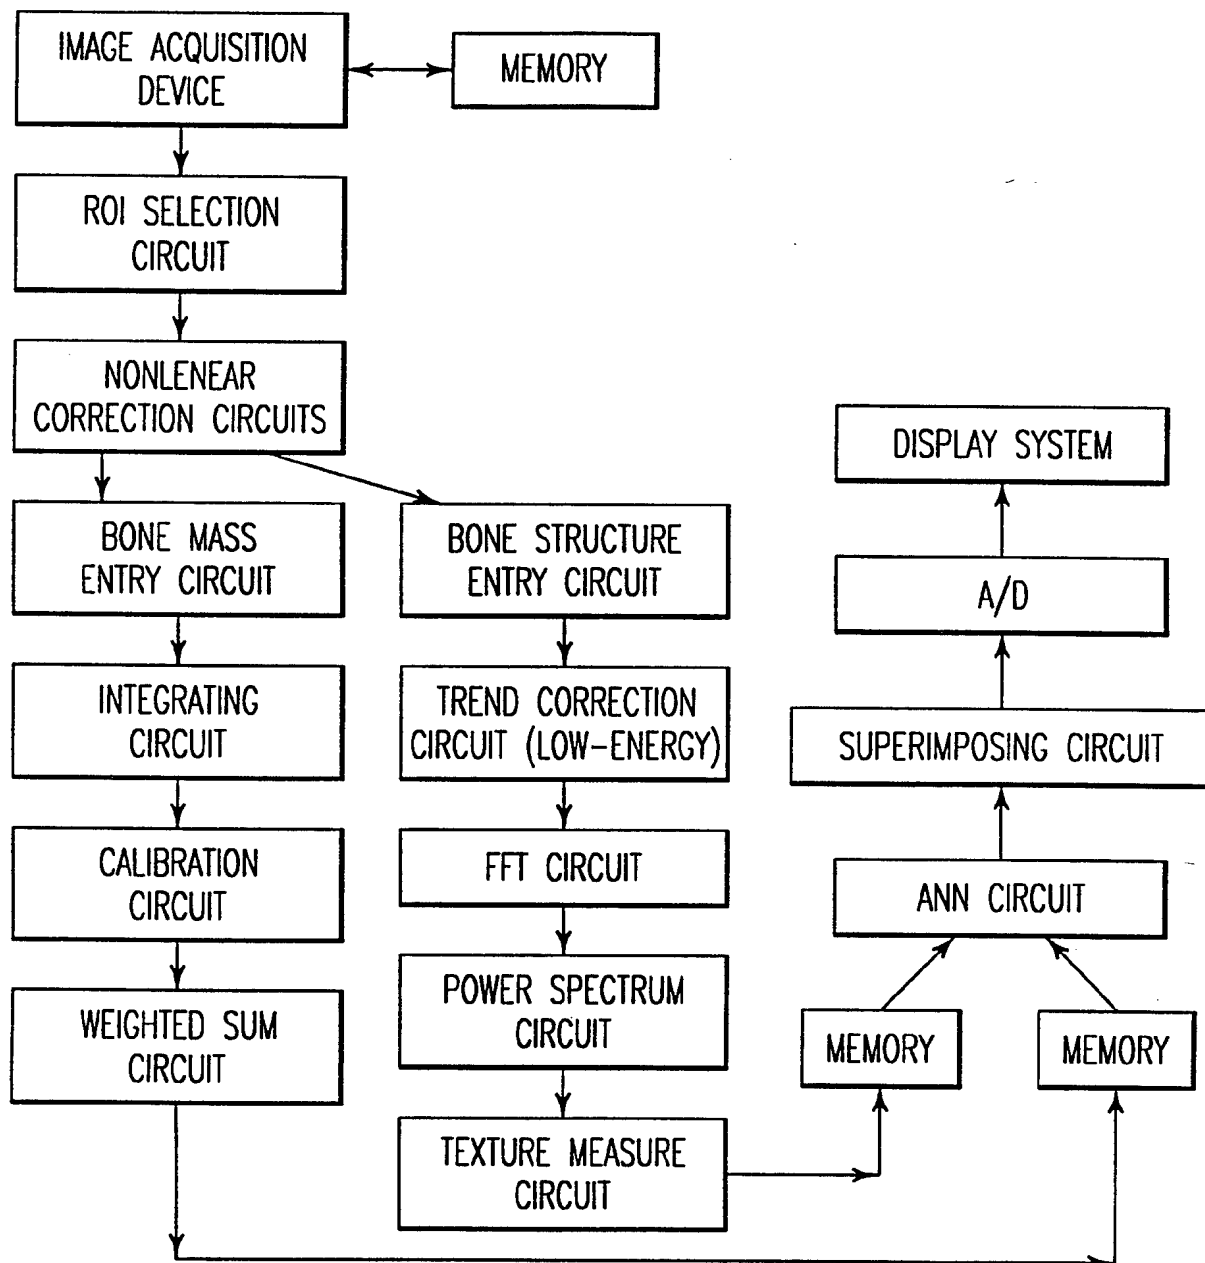 IMAGE ACQUISITION
DEVICE
MEMORY
ROI SELECTION
CIRCUIT
NONLENEAR
CORRECTION CIRCUITS
BONE MASS
ENTRY CIRCUIT
INTEGRATING
CIRCUIT
CALIBRATION
CIRCUIT
WEIGHTED SUM
CIRCUIT
BONE STRUCTURE
ENTRY CIRCUIT
TREND CORRECTION
CIRCUIT (LOW-ENERGY)
FFT CIRCUIT
POWER SPECTRUM
CIRCUIT
TEXTURE MEASURE
CIRCUIT
DISPLAY SYSTEM
A/D
SUPERIMPOSING CIRCUIT
ANN CIRCUIT
MEMORY
MEMORY